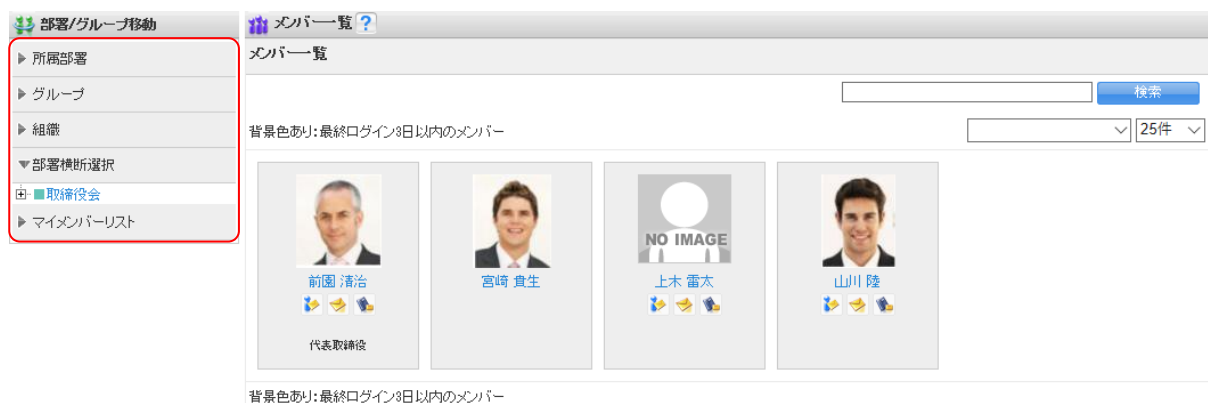 部署/グループ移動
所属部署
グループ
組織
部署横断選択
取締役会
マイメンバーリスト
メンバー一覧 ?
メンバー一覧
検索
背景色あり:最終ログイン3日以内のメンバー
25件
前園 清治
代表取締役
宮崎 貴生
NO IMAGE
上木 雷太
山川 陸
背景色あり:最終ログイン3日以内のメンバー